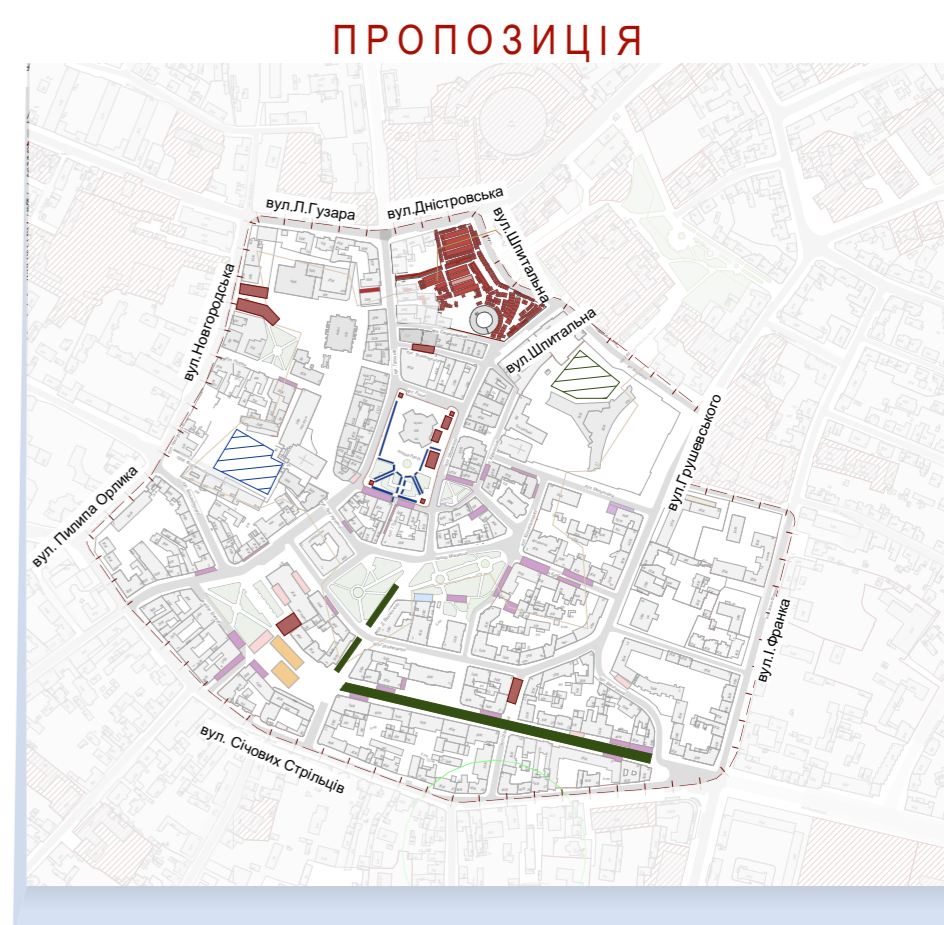 ПРОПОЗИЦІЯ
вул.Л.Гузара
вул.Дністровська
вул.Шпитальна
вул.Новгородська
вул.Шпитальна
вул.Грушевського
вул. Пилипа Орлика
вул.І.Франка
вул. Січових Стрільців